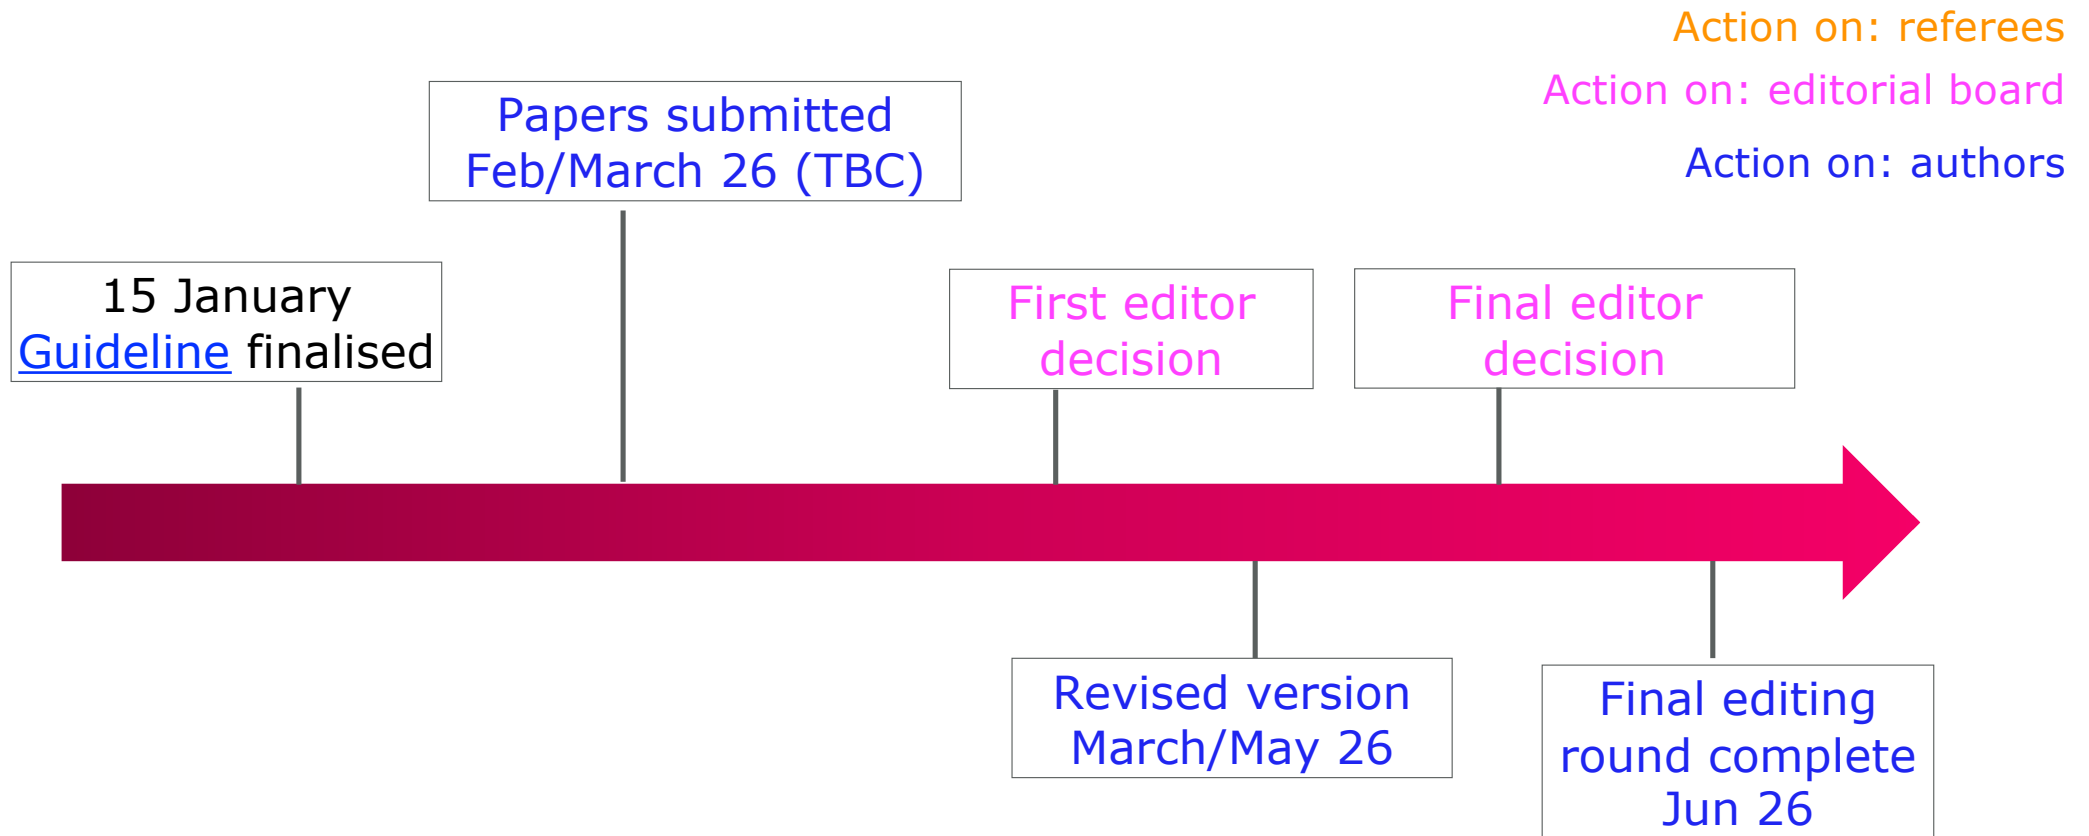 Action on: referees
Action on: editorial board
Action on: authors
Papers submitted
Feb/March 26 (TBC)
15 January
Guideline finalised
First editor
decision
Final editor
decision
Revised version
March/May 26
Final editing
round complete
Jun 26